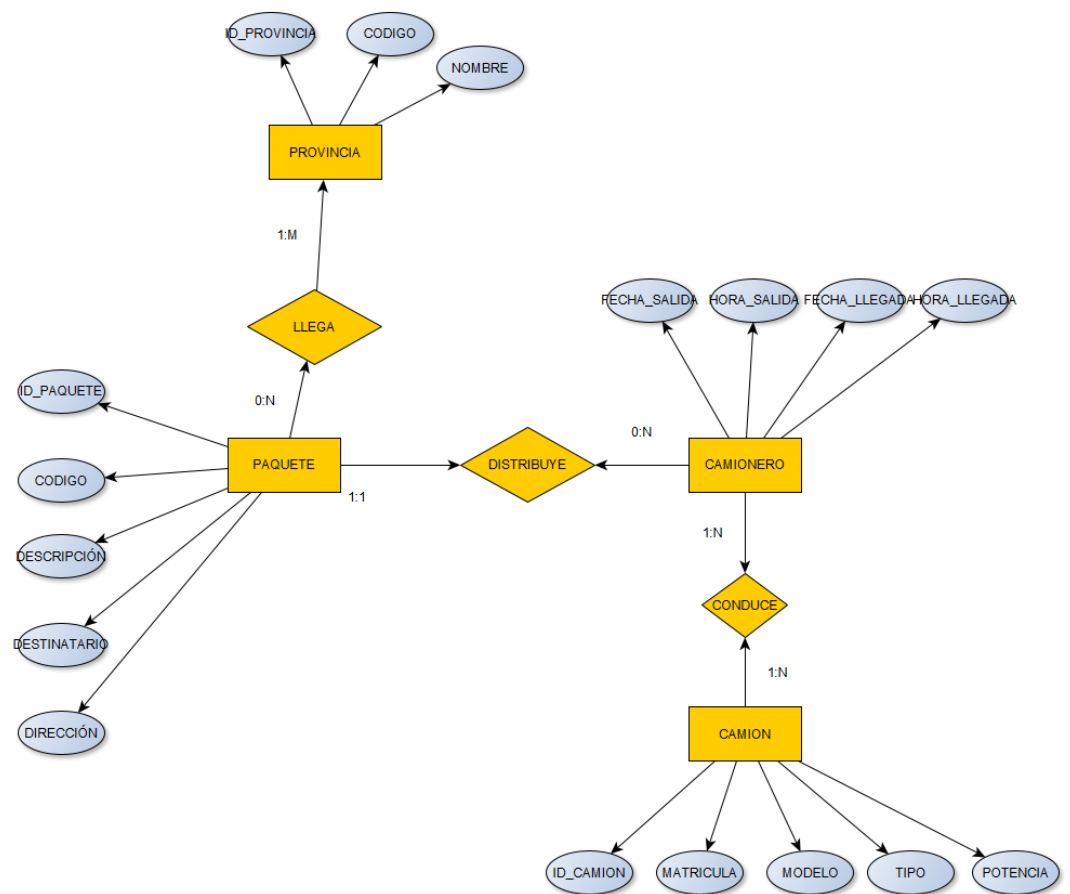 ID_PROVINCIA
CODIGO
NOMBRE
PROVINCIA
1:M
LLEGA
0:N
FECHA_SALIDA
HORA_SALIDA
FECHA_LLEGADA
HORA_LLEGADA
ID_PAQUETE
PAQUETE
1:1
DISTRIBUYE
0:N
CAMIONERO
CODIGO
DESCRIPCIÓN
DESTINATARIO
DIRECCIÓN
1:N
CONDUCE
1:N
CAMION
ID_CAMION
MATRICULA
MODELO
TIPO
POTENCIA